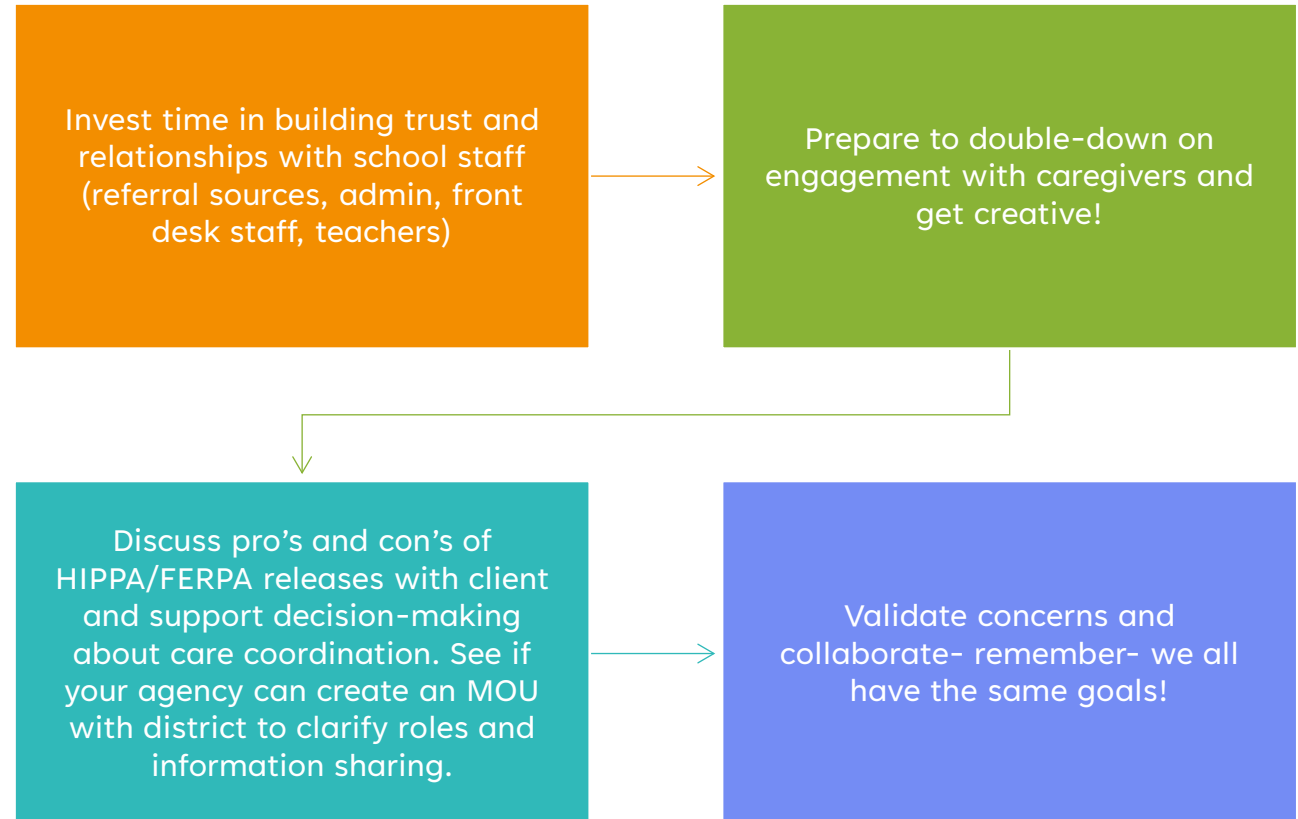 Invest time in building trust and
relationships with school staff
(referral sources, admin, front
desk staff, teachers)
Prepare to double-down on
engagement with caregivers and
get creative!
Discuss pro’s and con’s of
HIPPA/FERPA releases with client
and support decision-making
about care coordination. See if
your agency can create an MOU
with district to clarify roles and
information sharing.
Validate concerns and
collaborate- remember- we all
have the same goals!